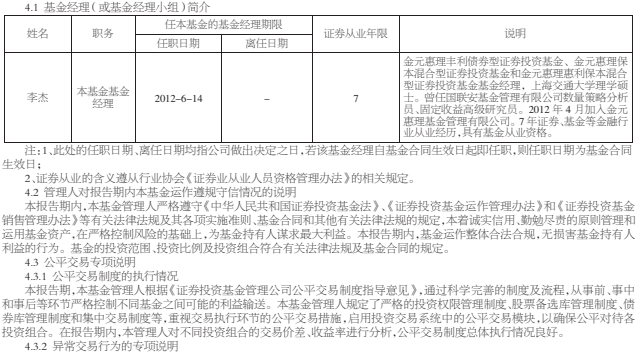 4.1 基金经理（或基金经理小组）简介
姓名 职务 任本基金的基金经理期限 证券从业年限 说明
任职日期 离任日期
李杰 本基金基金经理 2012-6-14 - 7
金元惠理丰利债券型证券投资基金、金元惠理保
本混合型证券投资基金和金元惠理惠利保本混合
型证券投资基金基金经理，上海交通大学理学硕
士。曾任国联安基金管理有限公司数量策略分析
员、固定收益高级研究员。2012 年 4 月加入金元
惠理基金管理有限公司。7 年证券、基金等金融行
业从业经历，具有基金从业资格。
注：1、此处的任职日期、离任日期均指公司做出决定之日，若该基金经理自基金合同生效日起即任职，则任职日期为基金合同
生效日；
2、证券从业的含义遵从行业协会《证券业从业人员资格管理办法》的相关规定。
4.2 管理人对报告期内本基金运作遵规守信情况的说明
本报告期内，本基金管理人严格遵守《中华人民共和国证券投资基金法》、《证券投资基金运作管理办法》和《证券投资基金
销售管理办法》等有关法律法规及其各项实施准则、基金合同和其他有关法律法规的规定，本着诚实信用、勤勉尽责的原则管理和
运用基金资产，在严格控制风险的基础上，为基金持有人谋求最大利益。本报告期内，基金运作整体合法合规，无损害基金持有人
利益的行为。基金的投资范围、投资比例及投资组合符合有关法律法规及基金合同的规定。
4.3 公平交易专项说明
4.3.1 公平交易制度的执行情况
本报告期，本基金管理人根据《证券投资基金管理公司公平交易制度指导意见》，通过科学完善的制度及流程，从事前、事中
和事后等环节严格控制不同基金之间可能的利益输送。本基金管理人规定了严格的投资权限管理制度、股票备选库管理制度、债
券库管理制度和集中交易制度等，重视交易执行环节的公平交易措施，启用投资交易系统中的公平交易模块，以确保公平对待各
投资组合。在报告期内，本管理人对不同投资组合的交易价差、收益率进行分析，公平交易制度总体执行情况良好。
4.3.2 异常交易行为的专项说明